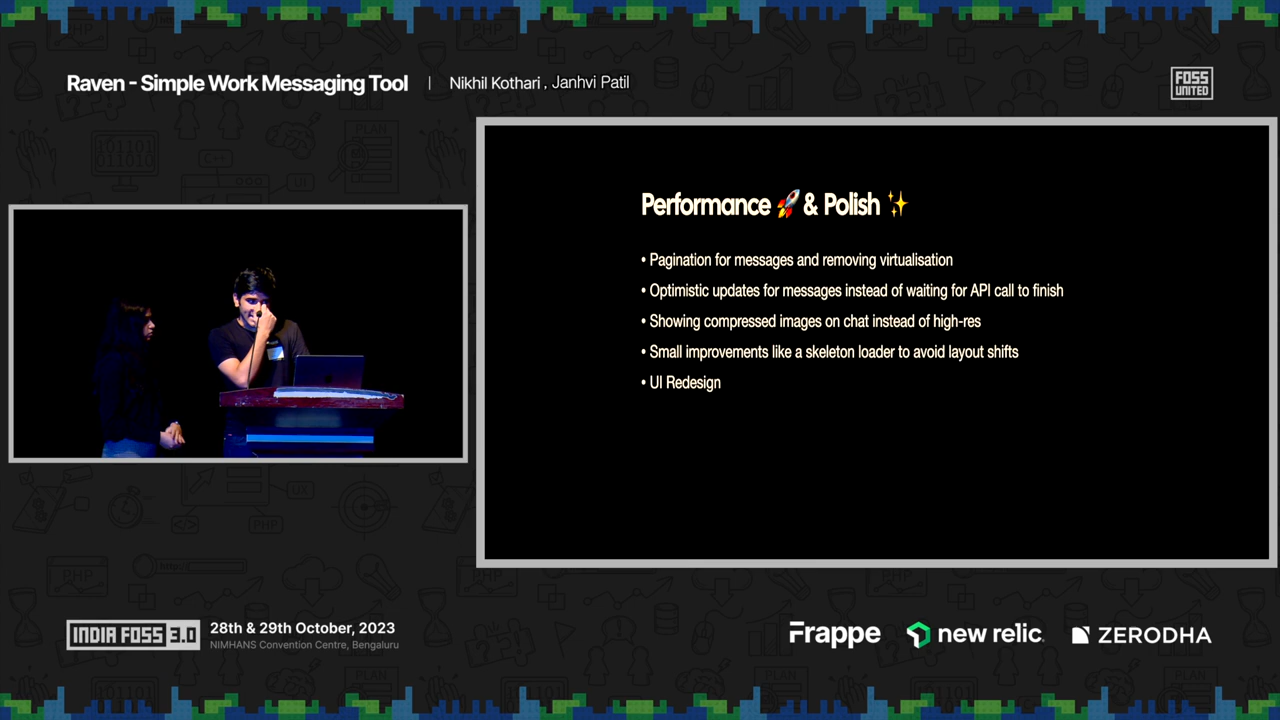 Raven - Simple Work Messaging Tool | Nikhil Kothari, Janhvi Patil
FOSS
UNITED
Performance 🚀 & Polish ✨
• Pagination for messages and removing virtualisation
• Optimistic updates for messages instead of waiting for API call to finish
• Showing compressed images on chat instead of high-res
• Small improvements like a skeleton loader to avoid layout shifts
• UI Redesign
INDIA FOSS 3.0
28th & 29th October, 2023
NIMHANS Convention Centre, Bengaluru
Frappe
new relic
ZERODHA